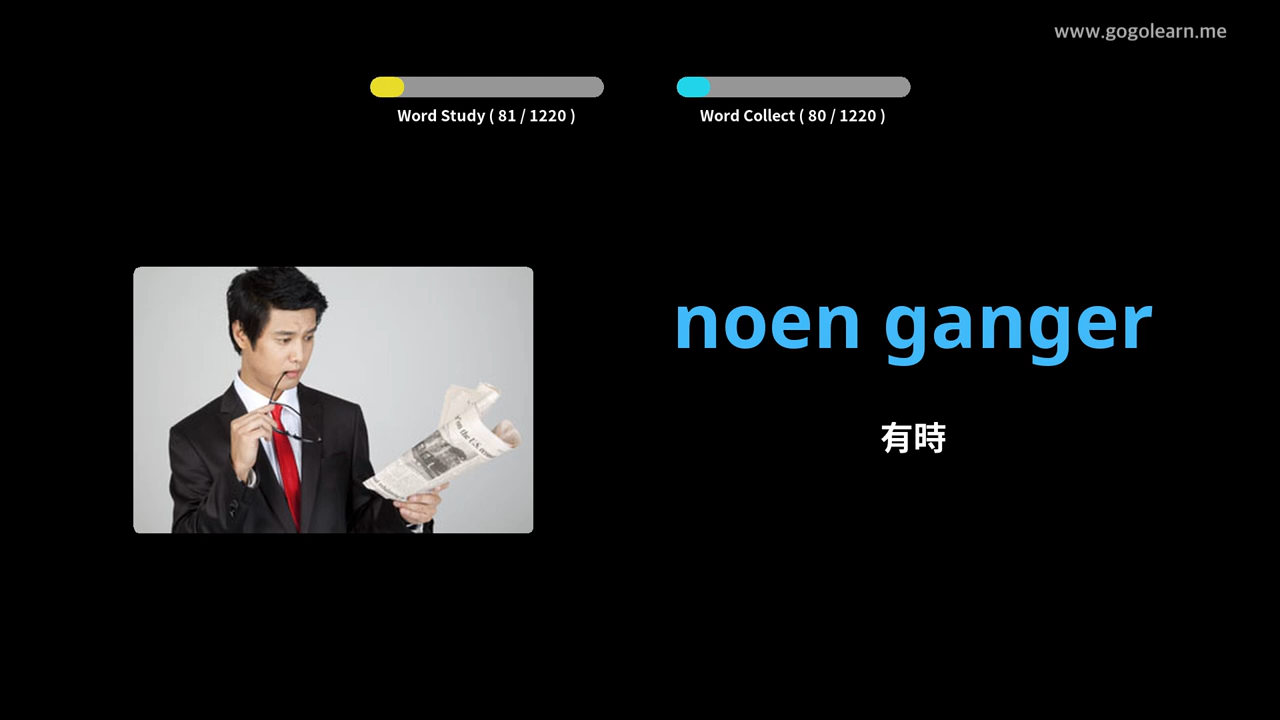 www.gogolearn.me
Word Study ( 81 / 1220 )
Word Collect ( 80 / 1220 )
noen ganger
有時